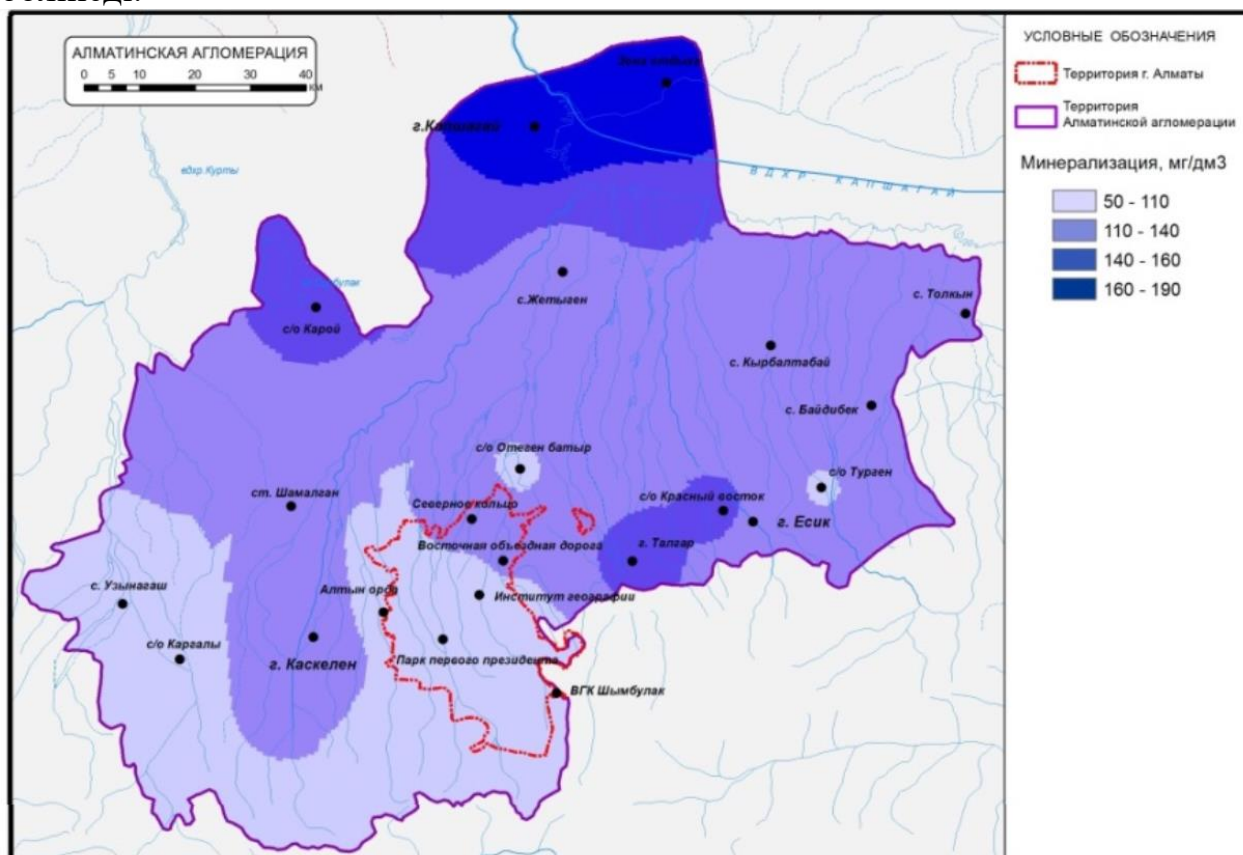 АЛМАТИНСКАЯ АГЛОМЕРАЦИЯ
0 5 10 20 30 40
км
УСЛОВНЫЕ ОБОЗНАЧЕНИЯ
Территория г. Алматы
Территория
Алматинской агломерации
Минерализация, мг/дм3
50 - 110
110 - 140
140 - 160
160 - 190
г.Капшагай
вдхр.Курты
ВДХР. КАПШАГАЙ
с.Жетыген
с. Толкын
с/о Карой
с. Кырбалтабай
с. Байдибек
с/о Отеген батыр
с/о Турген
ст. Шамалган
Северное кольцо
с/о Красный восток
г. Есик
Восточная объездная дорога
г. Талгар
с. Узынагаш
Алтын орда
Институт географии
с/о Каргалы
г. Каскелен
Парк первого президента
ВГК Шымбулак